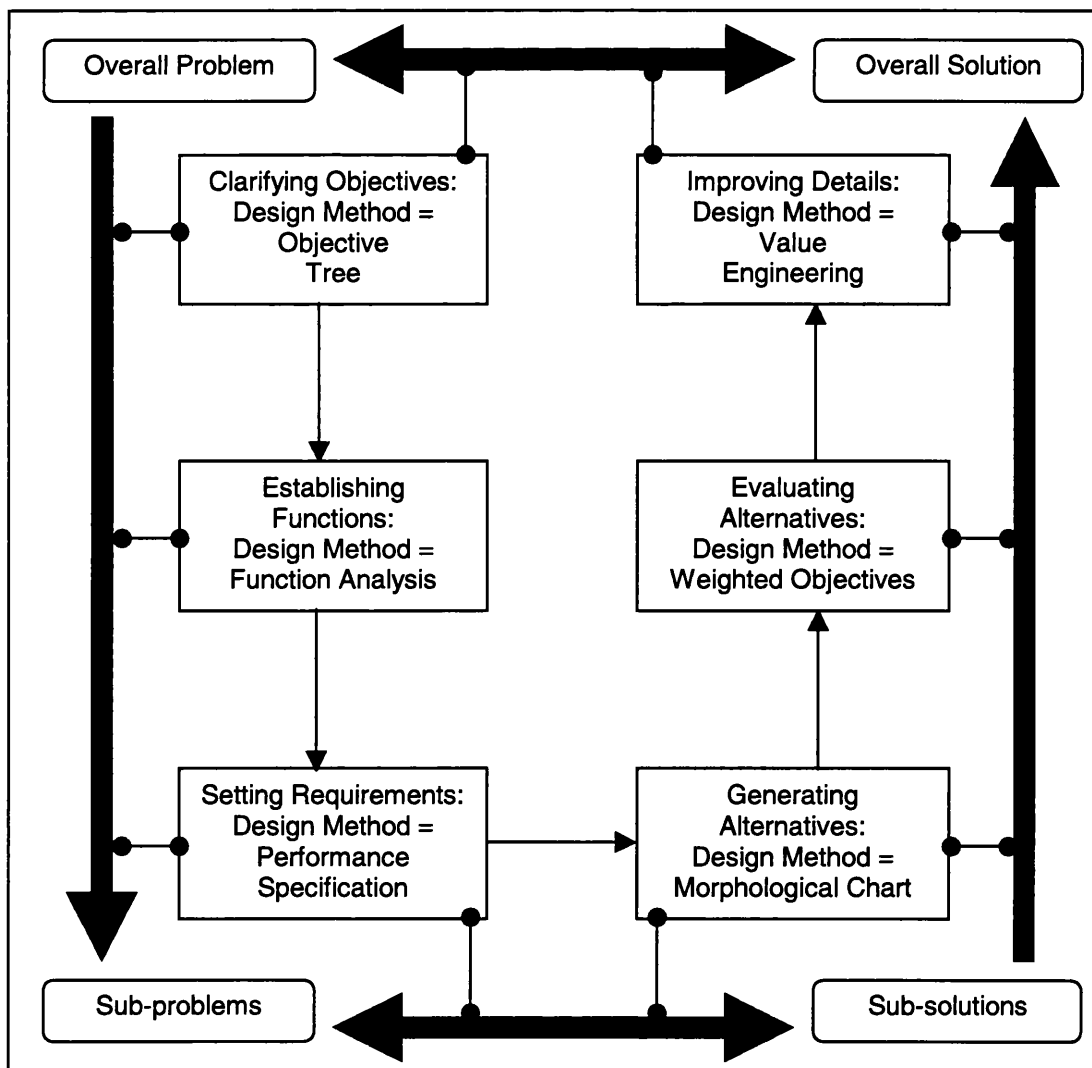 Overall Problem
Overall Solution
Clarifying Objectives:
Design Method =
Objective
Tree
Improving Details:
Design Method =
Value
Engineering
Establishing
Functions:
Design Method =
Function Analysis
Evaluating
Alternatives:
Design Method =
Weighted Objectives
Setting Requirements:
Design Method =
Performance
Specification
Generating
Alternatives:
Design Method =
Morphological Chart
Sub-problems
Sub-solutions